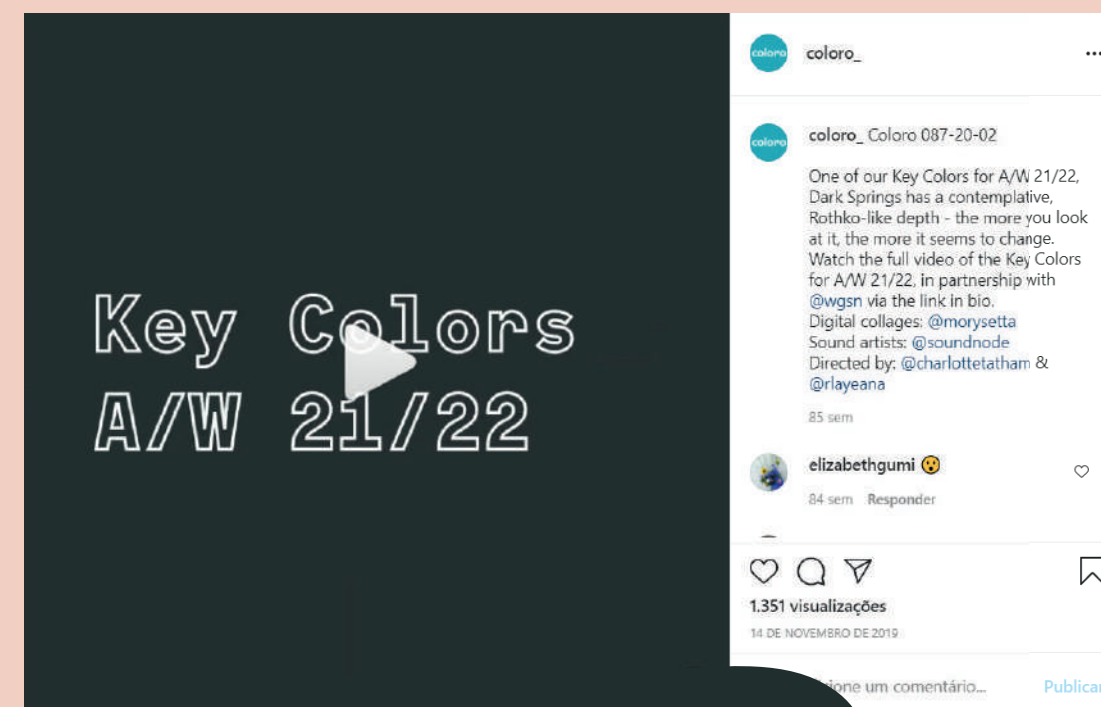 Key Colors
A/W 21/22
coloro
coloro_
coloro
coloro_ Coloro 087-20-02
One of our Key Colors for A/W 21/22,
Dark Springs has a contemplative,
Rothko-like depth - the more you look
at it, the more it seems to change.
Watch the full video of the Key Colors
for A/W 21/22, in partnership with
@wgsn via the link in bio.
Digital collages: @morysetta
Sound artists: @soundnode
Directed by: @charlottetatham &
@rlayeana
85 sem
elizabethgumi
84 sem Responder
1.351 visualizações
14 DE NOVEMBRO DE 2019
um comentário...
Publicar